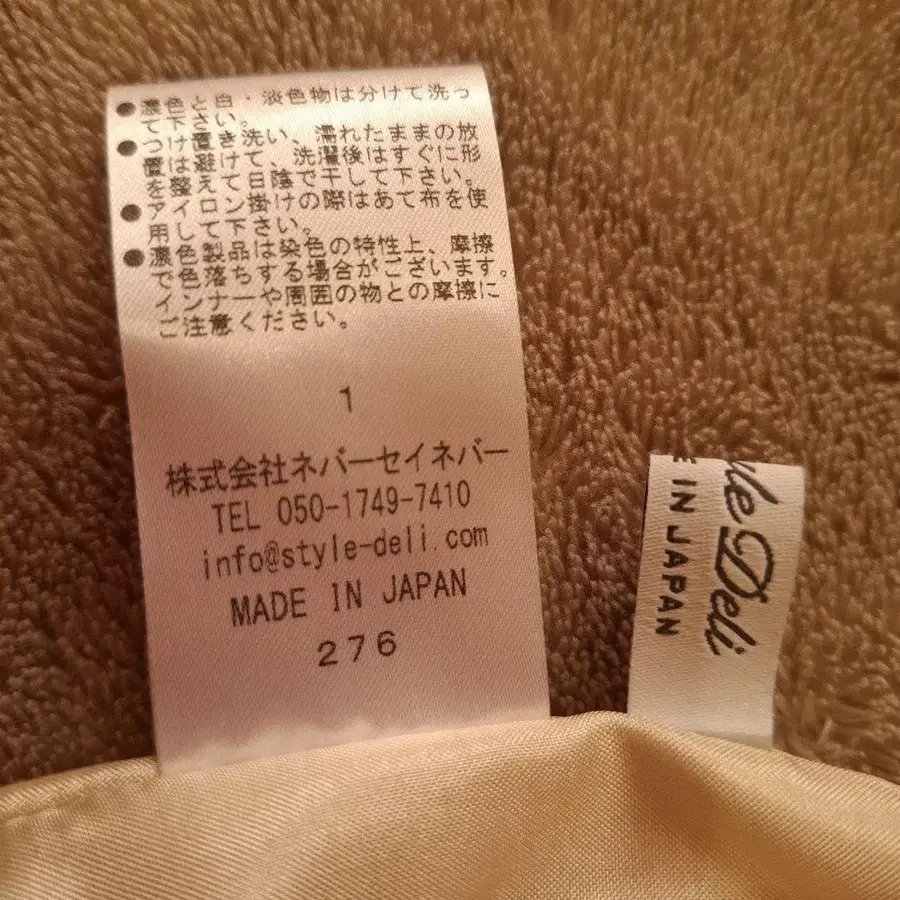 ●濃色と白・淡色物は分けて洗っ
て下さい。
●つけ置き洗い、濡れたままの放
置は避けて、洗濯後はすぐに形
を整えて日陰で干して下さい。
●アイロン掛けの際はあて布を使
用して下さい。
●濃色製品は染色の特性上、摩擦
で色落ちする場合がございます。
インナーや周囲の物との摩擦に
ご注意ください。
1
株式会社ネバーセイネバー
TEL 050-1749-7410
info@style-deli.com
MADE IN JAPAN
276
Deli
IN JAPAN